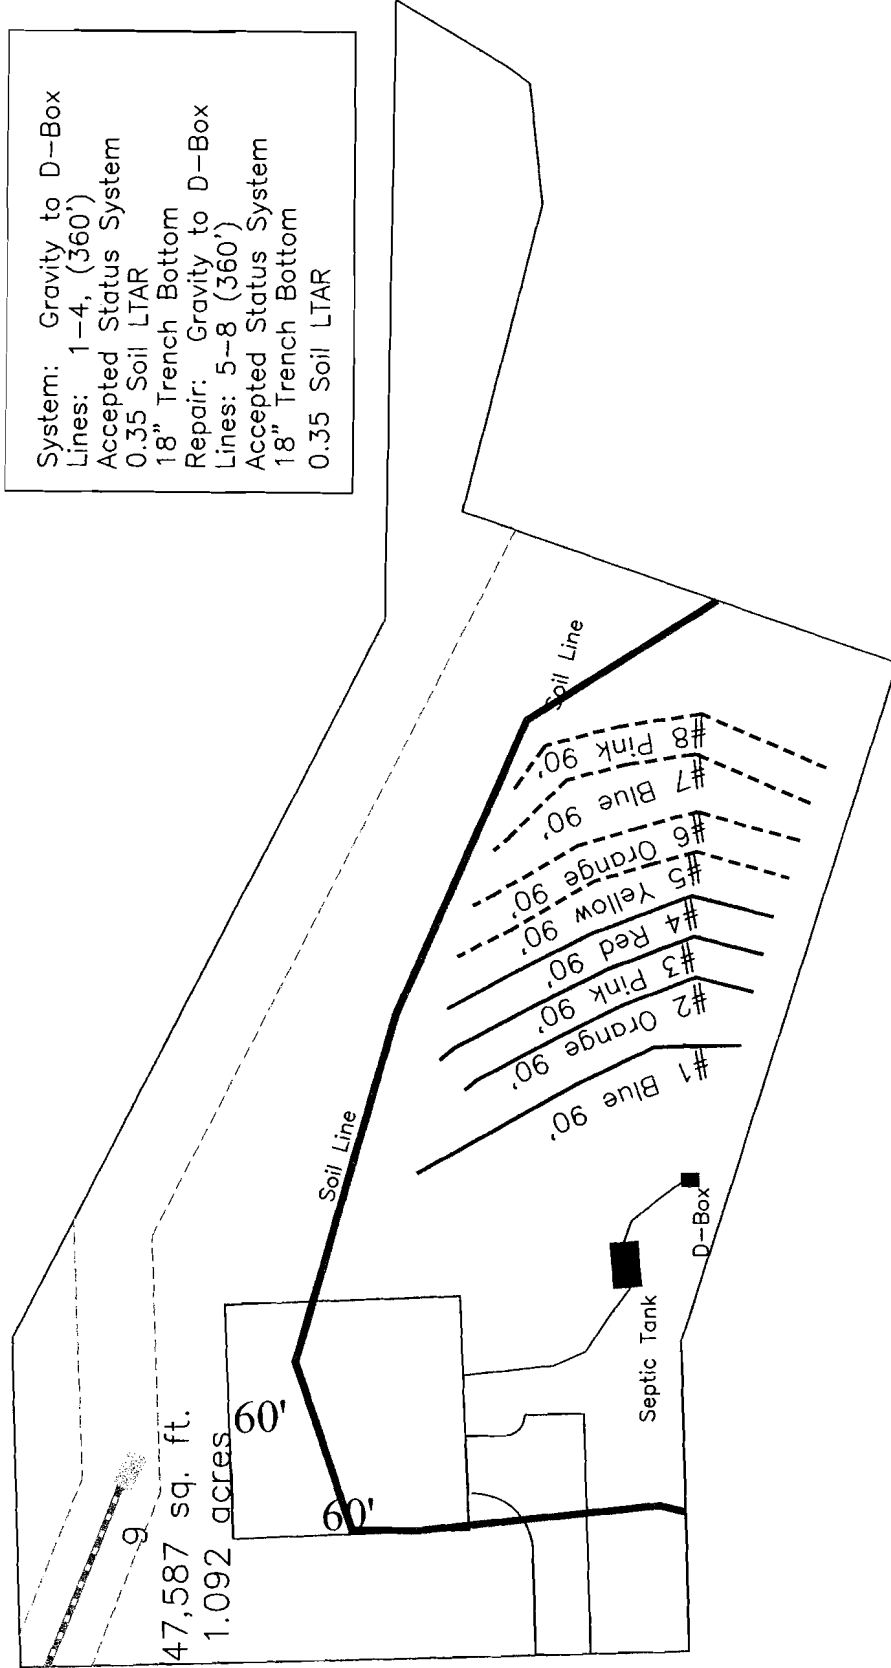 System: Gravity to D-Box
Lines: 1-4, (360')
Accepted Status System
0.35 Soil LTAR
18" Trench Bottom
Repair: Gravity to D-Box
Lines: 5-8 (360')
Accepted Status System
18" Trench Bottom
0.35 Soil LTAR
9
47,587 sq. ft.
1.092 acres
60'
60'
Soil Line
Soil Line
Septic Tank
D-Box
#1 Blue 90'
#2 Orange 90'
#3 Pink 90'
#4 Red 90'
#5 Yellow 90'
#6 Orange 90'
#7 Blue 90'
#8 Pink 90'